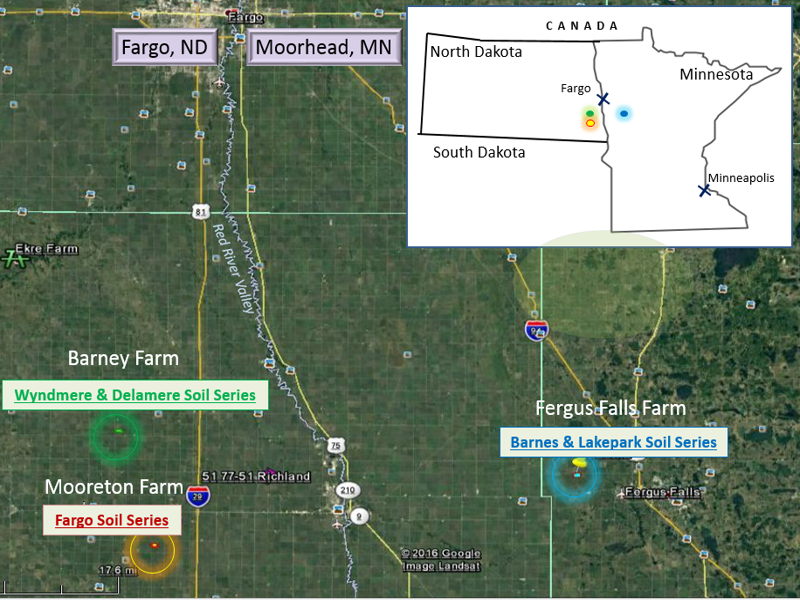 Fargo
Fargo, ND
Moorhead, MN
CANADA
North Dakota
Minnesota
Fargo
South Dakota
Minneapolis
81
Red River Valley
Ekre Farm
94
Barney Farm
Wyndmere & Delamere Soil Series
Fergus Falls Farm
Barnes & Lakepark Soil Series
75
51 77-51 Richland
Mooreton Farm
29
210
Fergus Falls
Fargo Soil Series
9
© 2016 Google
Image Landsat
17.6 mi